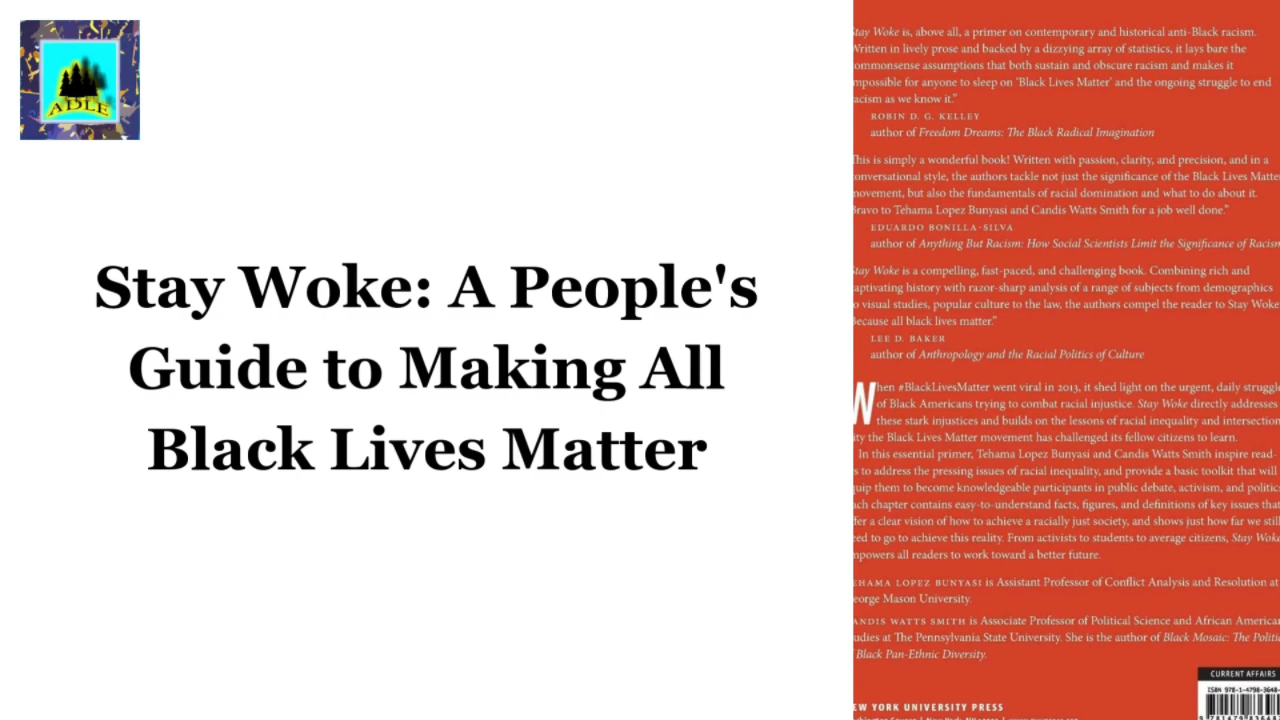 ADLE
Stay Woke: A People's
Guide to Making All
Black Lives Matter
Stay Woke is, above all, a primer on contemporary and historical anti-Black racism.
Written in lively prose and backed by a dizzying array of statistics, it lays bare the
ommonsense assumptions that both sustain and obscure racism and makes it
mpossible for anyone to sleep on 'Black Lives Matter' and the ongoing struggle to end
acism as we know it."
ROBIN D. G. KELLEY
author of Freedom Dreams: The Black Radical Imagination
This is simply a wonderful book! Written with passion, clarity, and precision, and in a
onversational style, the authors tackle not just the significance of the Black Lives Matte
movement, but also the fundamentals of racial domination and what to do about it.
Bravo to Tehama Lopez Bunyasi and Candis Watts Smith for a job well done."
EDUARDO BONILLA-SILVA
author of Anything But Racism: How Social Scientists Limit the Significance of Racism
Stay Woke is a compelling, fast-paced, and challenging book. Combining rich and
aptivating history with razor-sharp analysis of a range of subjects from demographics
o visual studies, popular culture to the law, the authors compel the reader to Stay Woke
Because all black lives matter."
LEE D. BAKER
author of Anthropology and the Racial Politics of Culture
When #BlackLivesMatter went viral in 2013, it shed light on the urgent, daily struggle
of Black Americans trying to combat racial injustice. Stay Woke directly addresses
these stark injustices and builds on the lessons of racial inequality and intersection
ity the Black Lives Matter movement has challenged its fellow citizens to learn.
In this essential primer, Tehama Lopez Bunyasi and Candis Watts Smith inspire read-
s to address the pressing issues of racial inequality, and provide a basic toolkit that will
quip them to become knowledgeable participants in public debate, activism, and politics
ach chapter contains easy-to-understand facts, figures, and definitions of key issues that
fer a clear vision of how to achieve a racially just society, and shows just how far we still
eed to go to achieve this reality. From activists to students to average citizens, Stay Woke
mpowers all readers to work toward a better future.
EHAMA LOPEZ BUNYASI is Assistant Professor of Conflict Analysis and Resolution at
eorge Mason University.
ANDIS WATTS SMITH is Associate Professor of Political Science and African American
udies at The Pennsylvania State University. She is the author of Black Mosaic: The Politi
f Black Pan-Ethnic Diversity.
CURRENT AFFAIRS
ISBN 978-1-4798-3648-
EW YORK UNIVERSITY PRESS